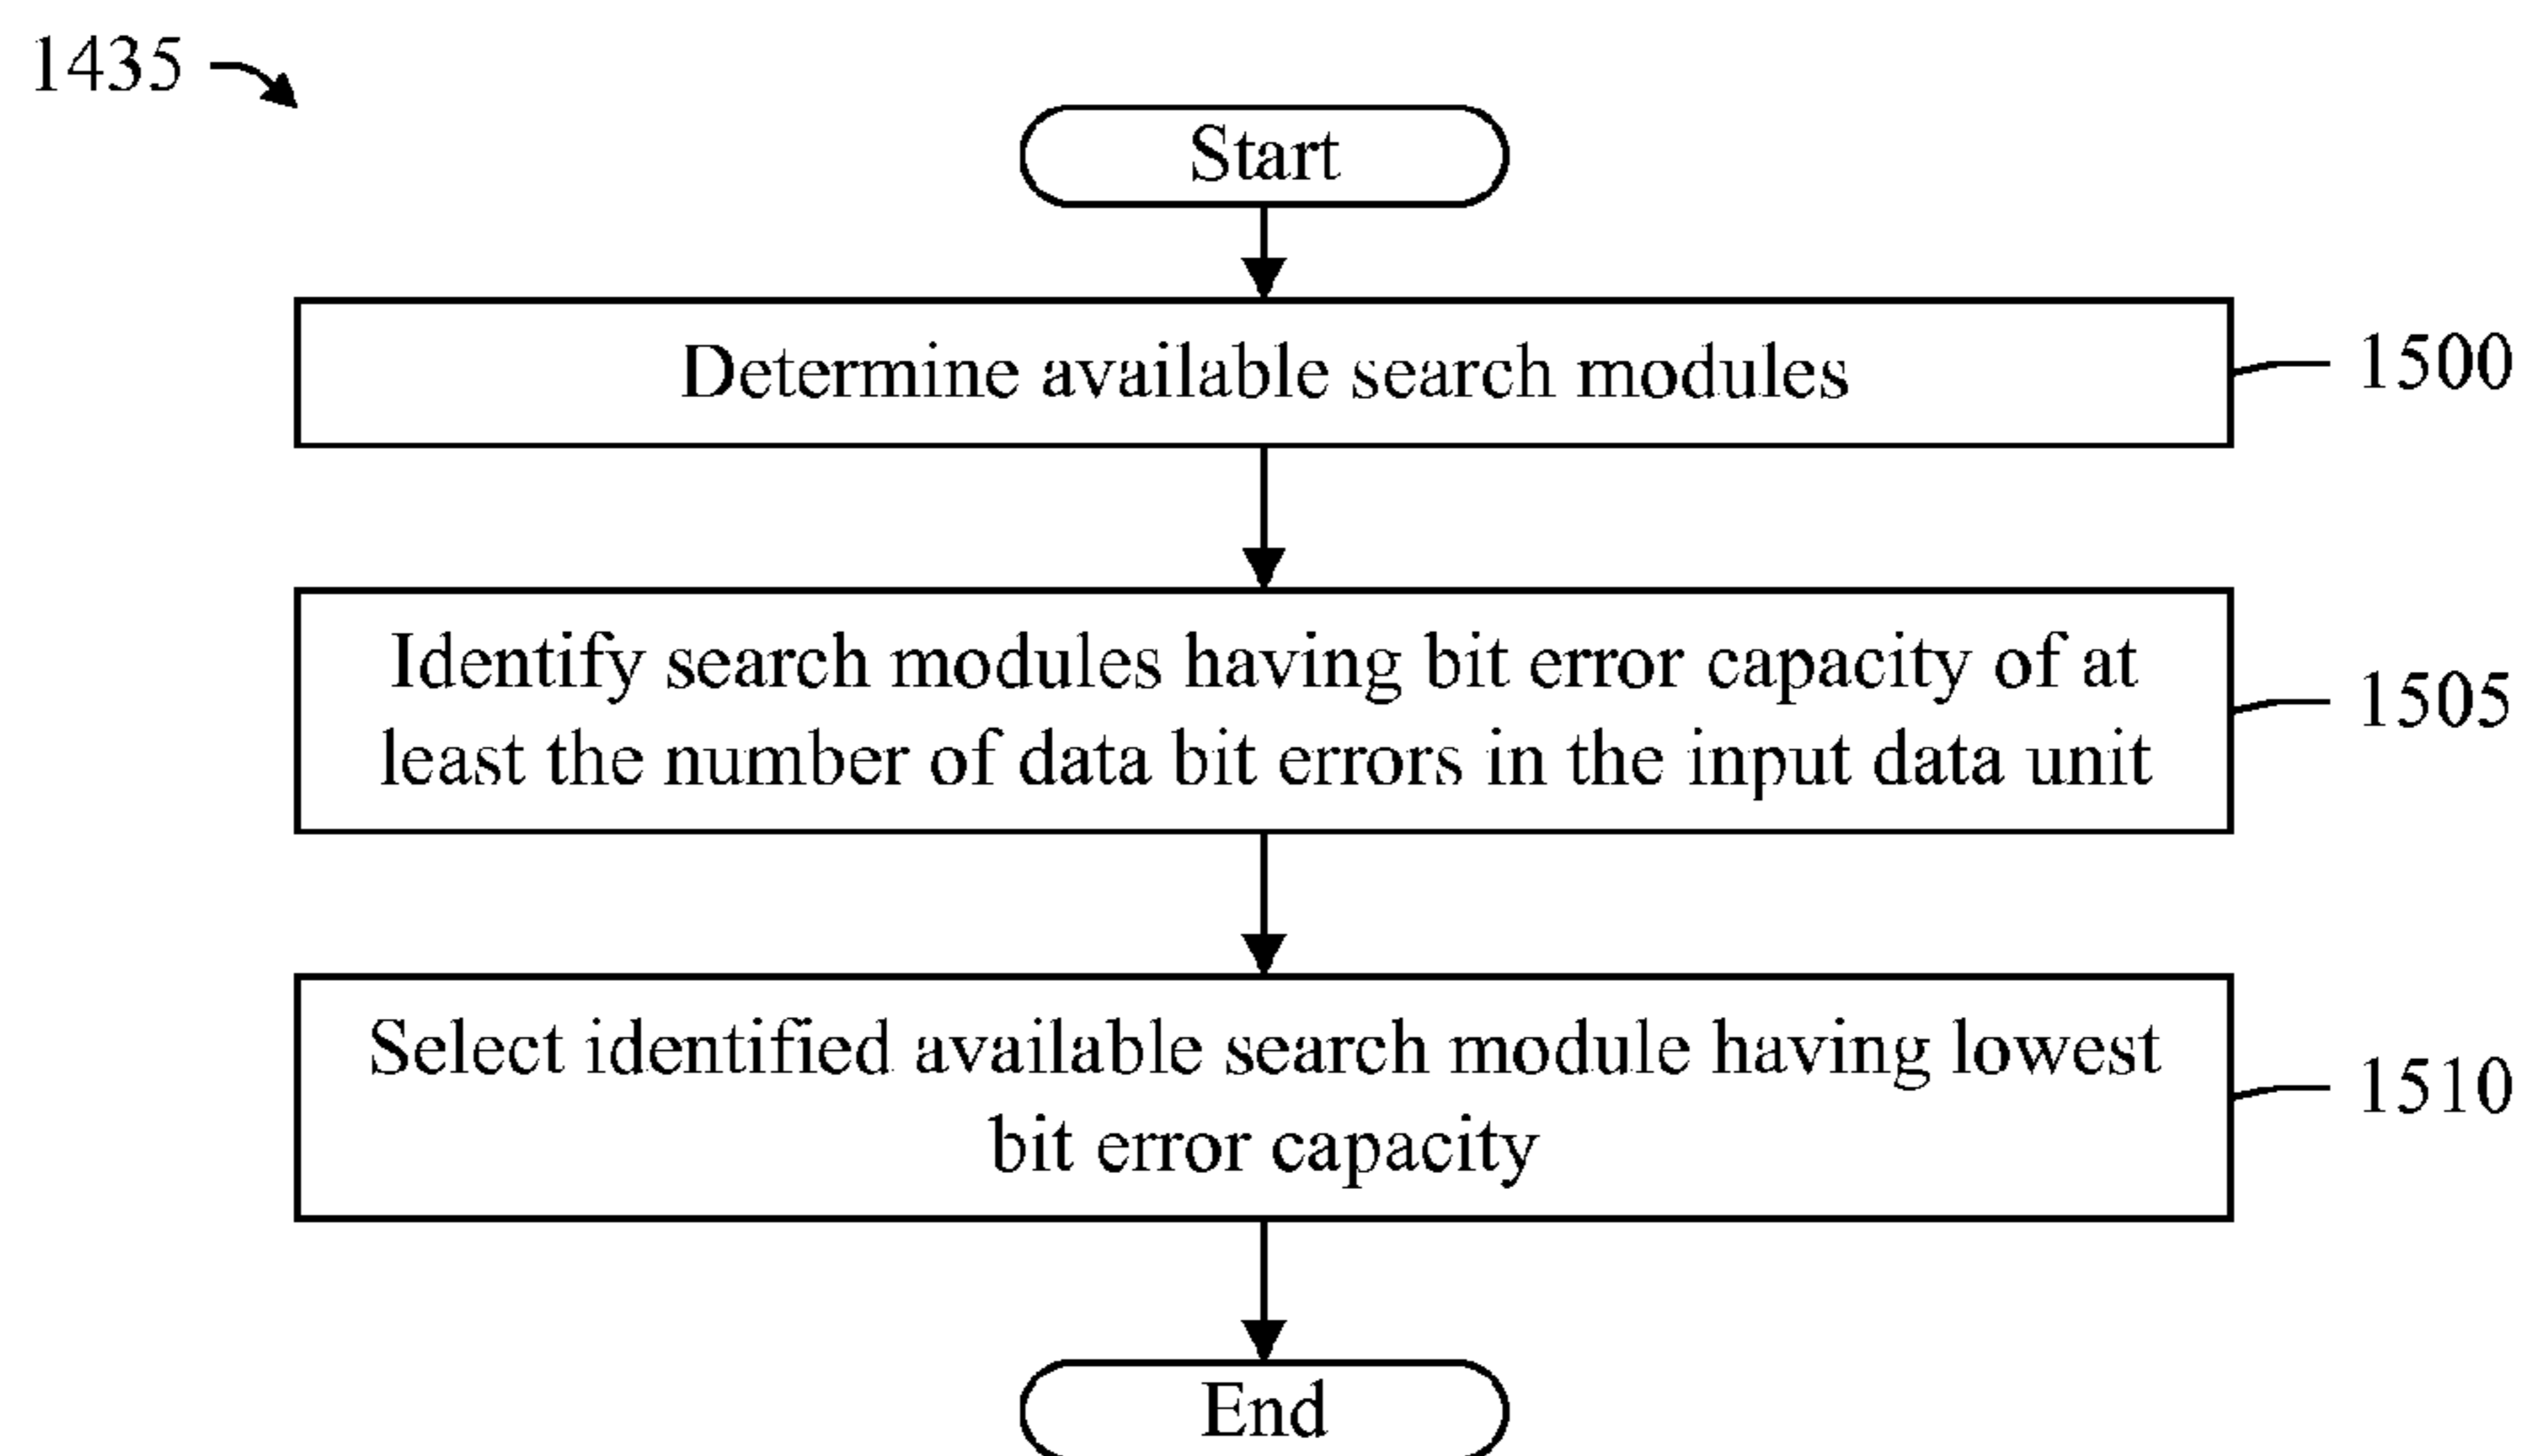 1435
Start
Determine available search modules
1500
Identify search modules having bit error capacity of at
least the number of data bit errors in the input data unit
1505
Select identified available search module having lowest
bit error capacity
1510
End